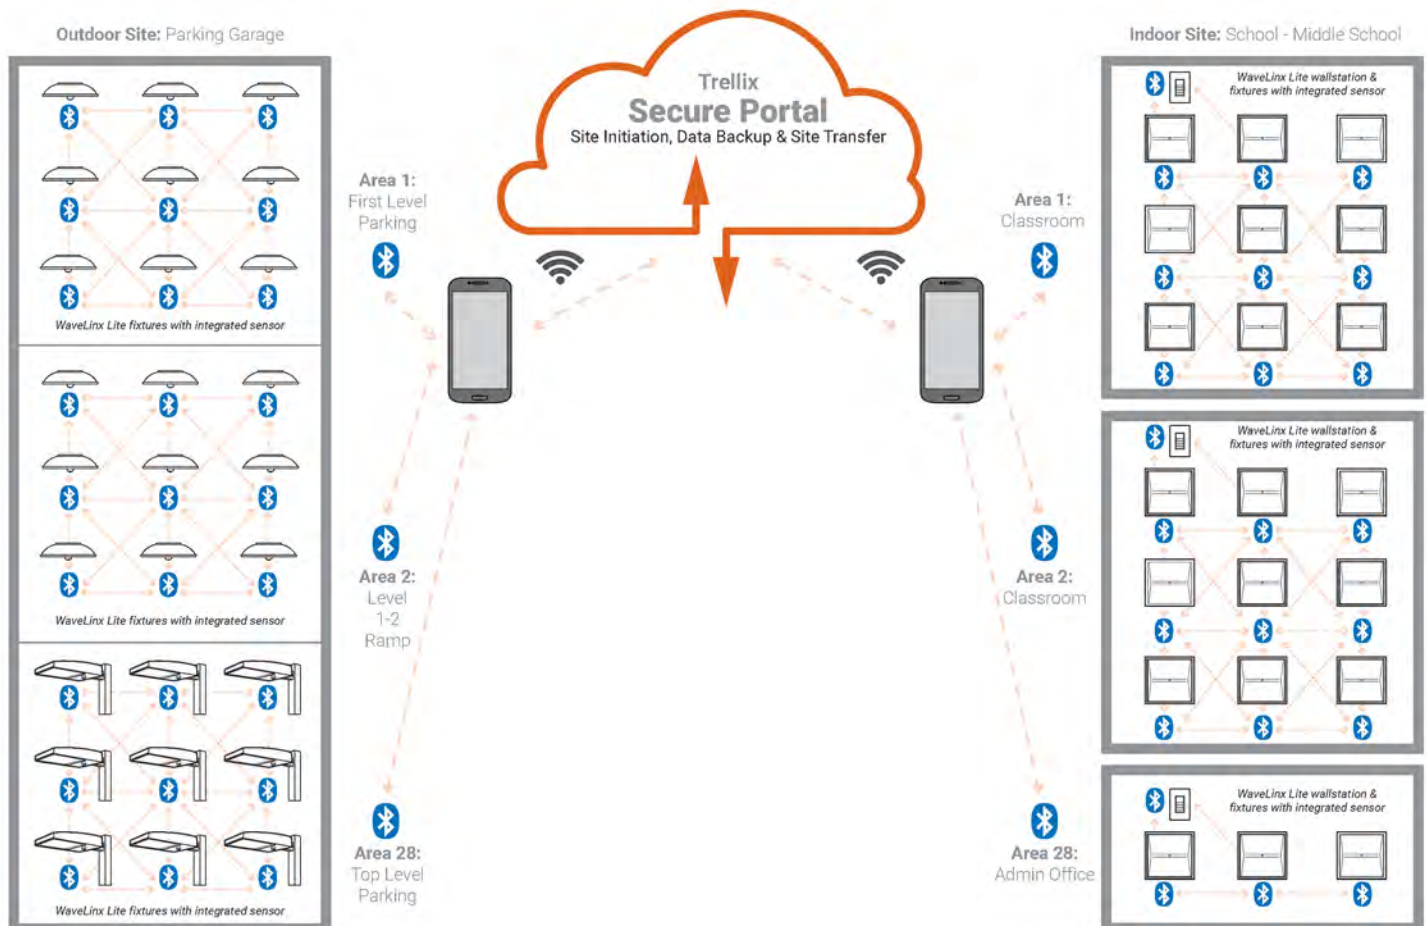 Outdoor Site: Parking Garage
WaveLinx Lite fixtures with integrated sensor
WaveLinx Lite fixtures with integrated sensor
WaveLinx Lite fixtures with integrated sensor
Area 1:
First Level
Parking
Area 2:
Level
1-2
Ramp
Area 28:
Top Level
Parking
Trellix
Secure Portal
Site Initiation, Data Backup & Site Transfer
Area 1:
Classroom
Area 2:
Classroom
Area 28:
Admin Office
Indoor Site: School - Middle School
WaveLinx Lite wallstation &
fixtures with integrated sensor
WaveLinx Lite wallstation &
fixtures with integrated sensor
WaveLinx Lite wallstation &
fixtures with integrated sensor